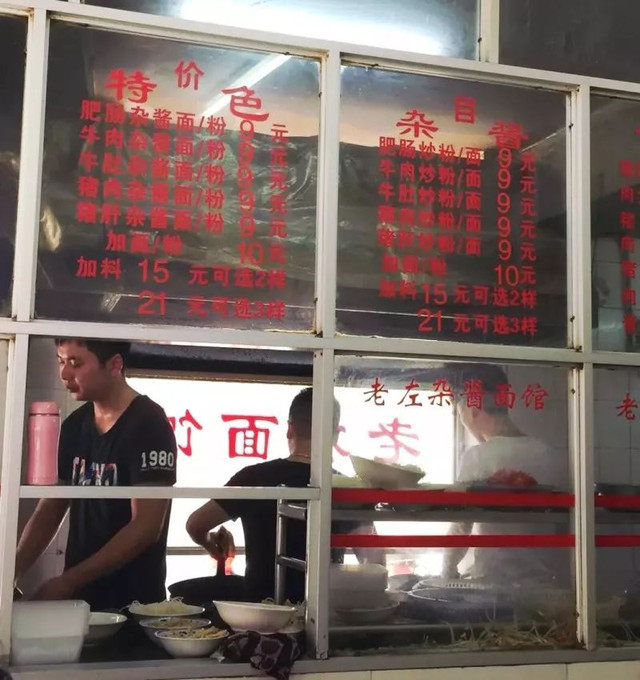 特价色
肥肠杂酱面/粉 9元
牛肉杂酱面/粉 9元
牛肚杂酱面/粉 9元
猪肉杂酱面/粉 9元
猪肝杂酱面/粉 9元
加面/粉 10元
加料 15 元可选2样
21 元可选3样
杂目酱
肥肠炒粉/面 9元
牛肉炒粉/面 9元
牛肚炒粉/面 9元
猪肉炒粉/面 9元
猪肝炒粉/面 9元
加面/粉 10元
加料 15 元可选2样
21 元可选3样
老左杂酱面馆
1980
老